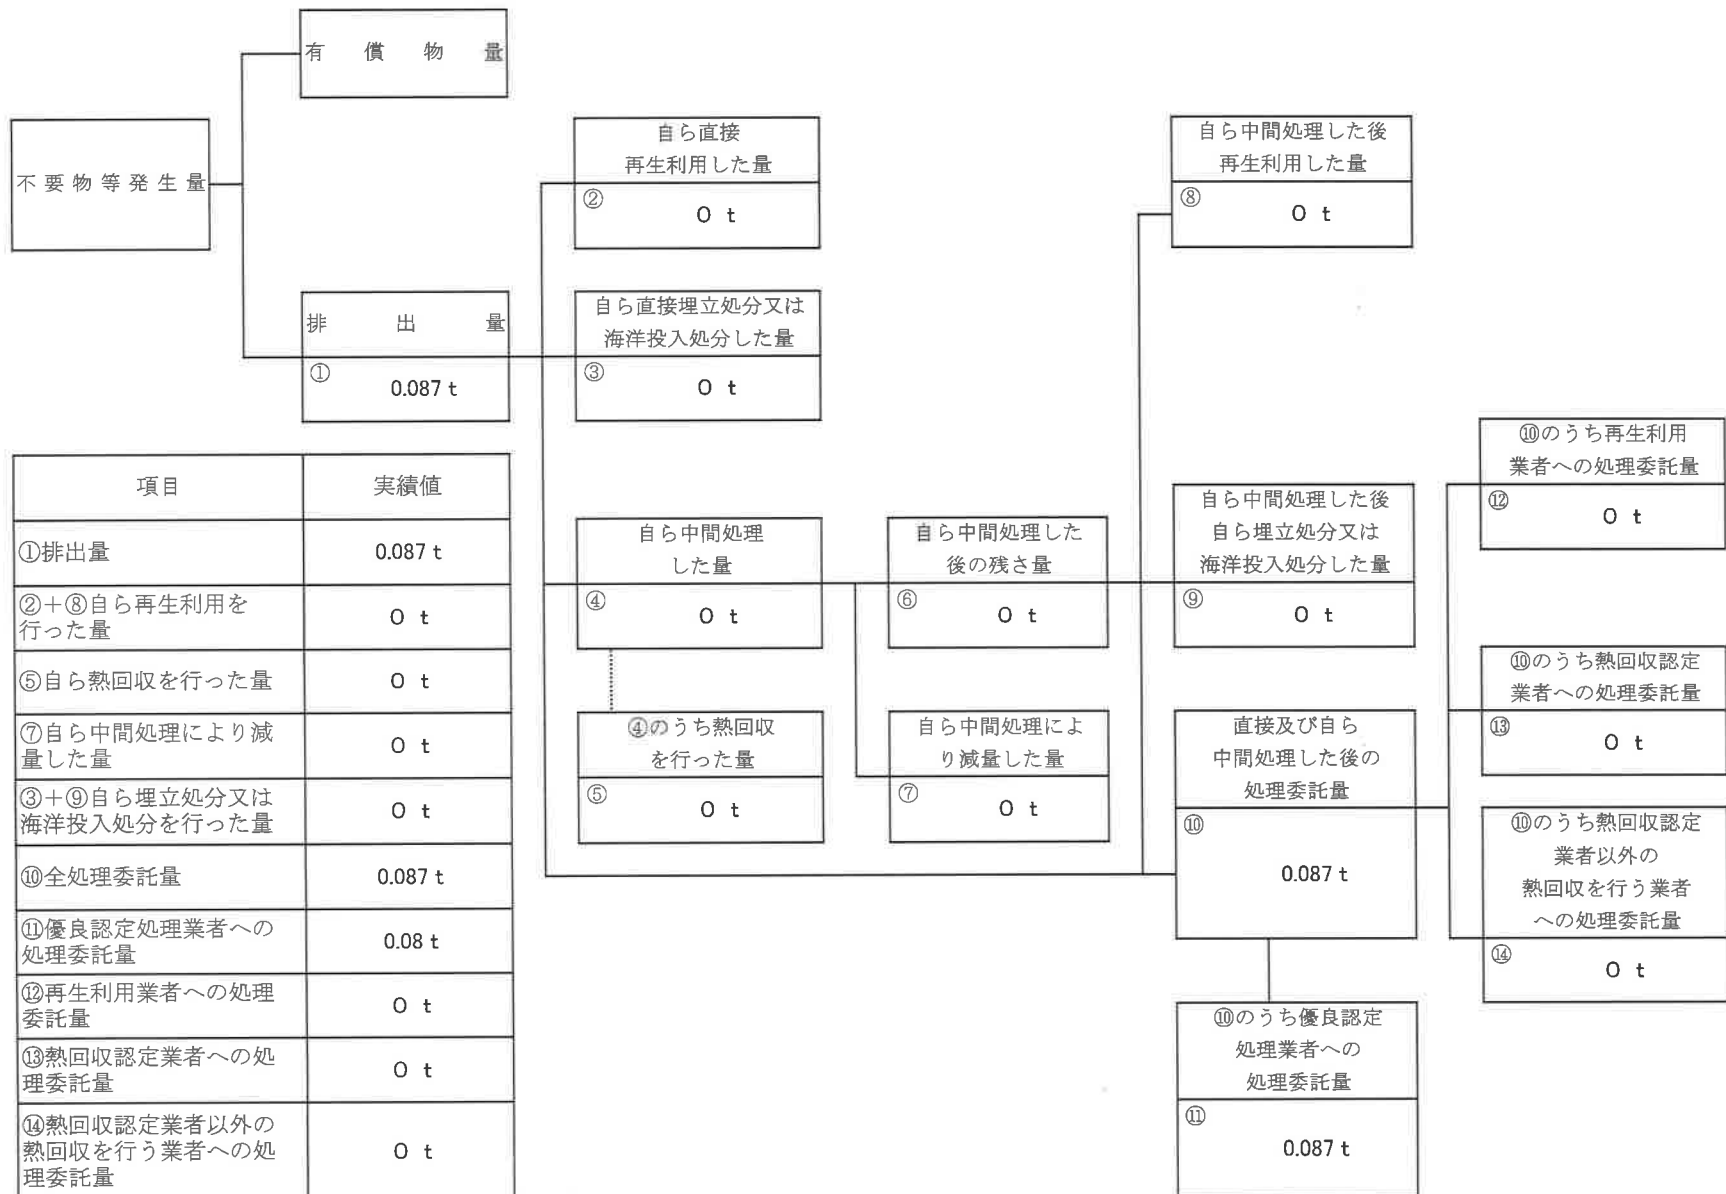 有償物量
不要物等発生量
排出量
①
0.087 t
自ら直接
再生利用した量
②
0 t
自ら直接埋立処分又は
海洋投入処分した量
③
0 t
自ら中間処理
した量
④
0 t
④のうち熱回収
を行った量
⑤
0 t
自ら中間処理した
後の残さ量
⑥
0 t
自ら中間処理によ
り減量した量
⑦
0 t
自ら中間処理した後
再生利用した量
⑧
0 t
自ら中間処理した後
自ら埋立処分又は
海洋投入処分した量
⑨
0 t
直接及び自ら
中間処理した後の
処理委託量
⑩
0.087 t
⑩のうち優良認定
処理業者への
処理委託量
⑪
0.087 t
⑩のうち再生利用
業者への処理委託量
⑫
0 t
⑩のうち熱回収認定
業者への処理委託量
⑬
0 t
⑩のうち熱回収認定
業者以外の
熱回収を行う業者
への処理委託量
⑭
0 t
項目 実績値
①排出量 0.087 t
②+⑧自ら再生利用を
行った量
0 t
⑤自ら熱回収を行った量 0 t
⑦自ら中間処理により減
量した量
0 t
③+⑨自ら埋立処分又は
海洋投入処分を行った量
0 t
⑩全処理委託量 0.087 t
⑪優良認定処理業者への
処理委託量
0.08 t
⑫再生利用業者への処理
委託量
0 t
⑬熱回収認定業者への処
理委託量
0 t
⑭熱回収認定業者以外の
熱回収を行う業者への処
理委託量
0 t